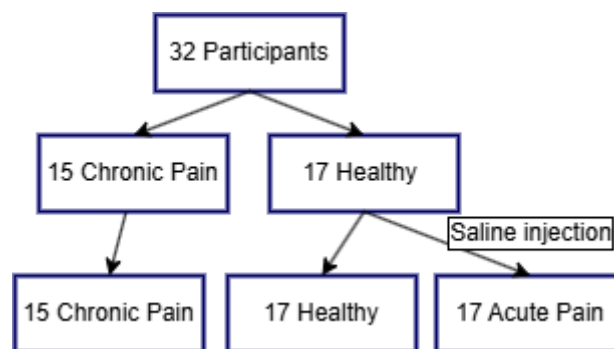 32 Participants
15 Chronic Pain
17 Healthy
Saline injection
15 Chronic Pain
17 Healthy
17 Acute Pain